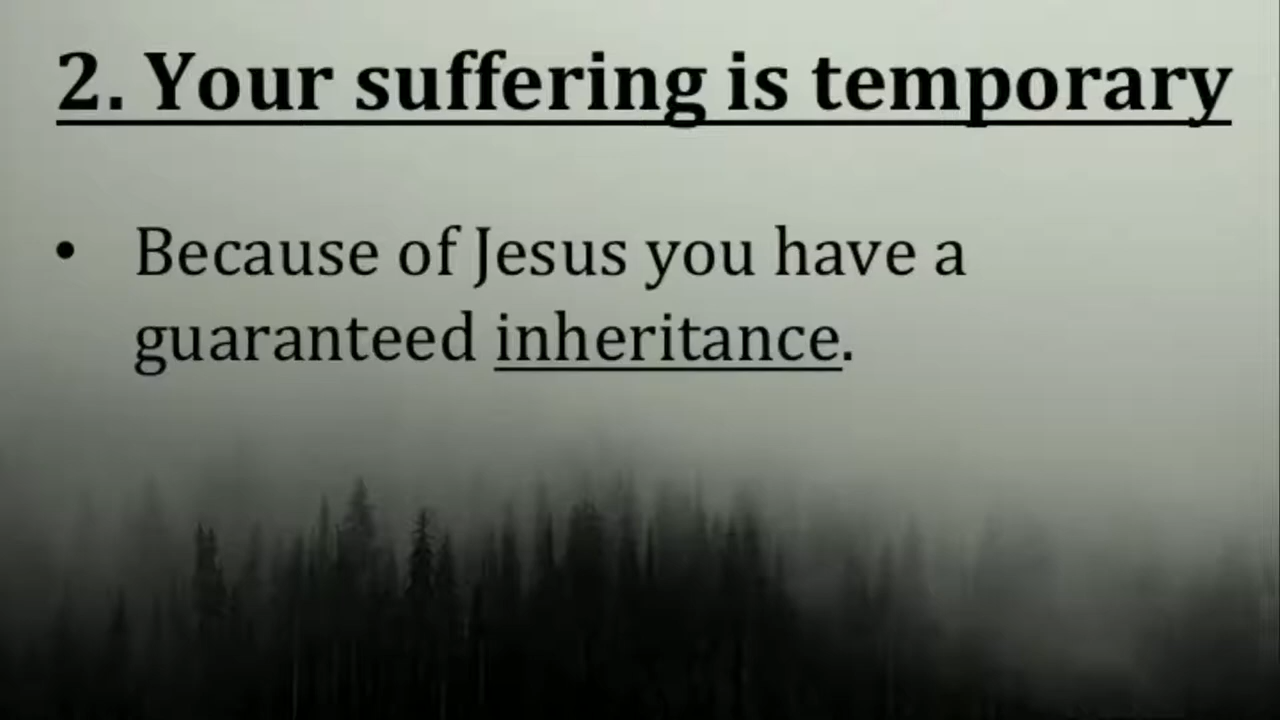 2. Your suffering is temporary
• Because of Jesus you have a
guaranteed inheritance.